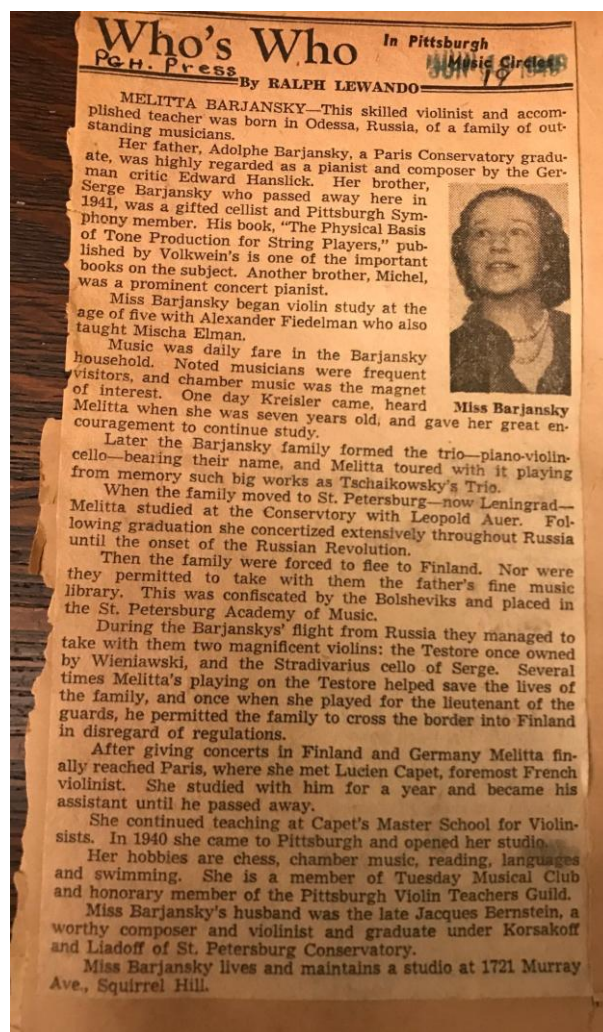 Who's Who
In Pittsburgh
Music Circles
PGH. Press
JUN 19
By RALPH LEWANDO
MELITTA BARJANSKY—This skilled violinist and accom-
plished teacher was born in Odessa, Russia, of a family of out-
standing musicians.
Her father, Adolphe Barjansky, a Paris Conservatory gradu-
ate, was highly regarded as a pianist and composer by the Ger-
man critic Edward Hanslick. Her brother,
Serge Barjansky who passed away here in
1941, was a gifted cellist and Pittsburgh Sym-
phony member. His book, "The Physical Basis
of Tone Production for String Players," pub-
lished by Volkwein's is one of the important
books on the subject. Another brother, Michel,
was a prominent concert pianist.
Miss Barjansky began violin study at the
age of five with Alexander Fiedelman who also
taught Mischa Elman.
Music was daily fare in the Barjansky
household. Noted musicians were frequent
visitors, and chamber music was the magnet
of interest. One day Kreisler came, heard
Melitta when she was seven years old, and gave her great en-
couragement to continue study.
Miss Barjansky
Later the Barjansky family formed the trio—piano-violin-
cello—bearing their name, and Melitta toured with it playing
from memory such big works as Tschaikowsky's Trio.
When the family moved to St. Petersburg—now Leningrad—
Melitta studied at the Conservtory with Leopold Auer. Fol-
lowing graduation she concertized extensively throughout Russia
until the onset of the Russian Revolution.
Then the family were forced to flee to Finland. Nor were
they permitted to take with them the father's fine music
library. This was confiscated by the Bolsheviks and placed in
the St. Petersburg Academy of Music.
During the Barjanskys' flight from Russia they managed to
take with them two magnificent violins: the Testore once owned
by Wieniawski, and the Stradivarius cello of Serge. Several
times Melitta's playing on the Testore helped save the lives of
the family, and once when she played for the lieutenant of the
guards, he permitted the family to cross the border into Finland
in disregard of regulations.
After giving concerts in Finland and Germany Melitta fin-
ally reached Paris, where she met Lucien Capet, foremost French
violinist. She studied with him for a year and became his
assistant until he passed away.
She continued teaching at Capet's Master School for Violin-
sists. In 1940 she came to Pittsburgh and opened her studio.
Her hobbies are chess, chamber music, reading, languages
and swimming. She is a member of Tuesday Musical Club
and honorary member of the Pittsburgh Violin Teachers Guild.
Miss Barjansky's husband was the late Jacques Bernstein, a
worthy composer and violinist and graduate under Korsakoff
and Liadoff of St. Petersburg Conservatory.
Miss Barjansky lives and maintains a studio at 1721 Murray
Ave., Squirrel Hill.